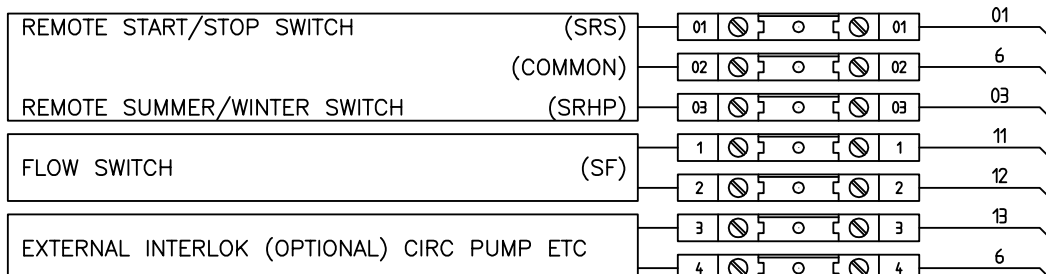 REMOTE START/STOP SWITCH (SRS) 01 01 01
(COMMON) 02 02 6
REMOTE SUMMER/WINTER SWITCH (SRHP) 03 03 03
1 1 11
FLOW SWITCH (SF)
2 2 12
3 3 13
EXTERNAL INTERLOK (OPTIONAL) CIRC PUMP ETC
4 4 6